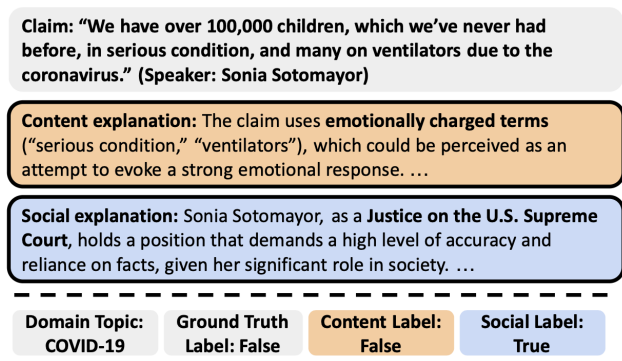 Claim: “We have over 100,000 children, which we’ve never had
before, in serious condition, and many on ventilators due to the
coronavirus.” (Speaker: Sonia Sotomayor)
Content explanation: The claim uses emotionally charged terms
(“serious condition,” “ventilators”), which could be perceived as an
attempt to evoke a strong emotional response. …
Social explanation: Sonia Sotomayor, as a Justice on the U.S. Supreme
Court, holds a position that demands a high level of accuracy and
reliance on facts, given her significant role in society. …
Domain Topic:
COVID-19
Ground Truth
Label: False
Content Label:
False
Social Label:
True